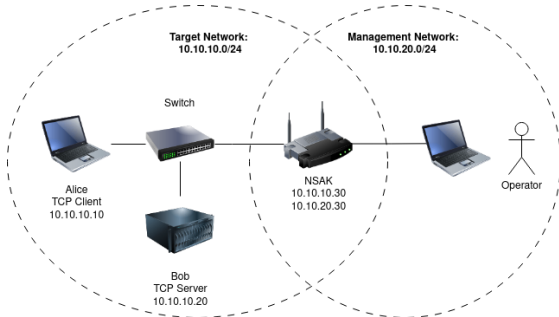 Target Network:
10.10.10.0/24
Management Network:
10.10.20.0/24
Switch
Alice
TCP Client
10.10.10.10
NSAK
10.10.10.30
10.10.20.30
Operator
Bob
TCP Server
10.10.10.20